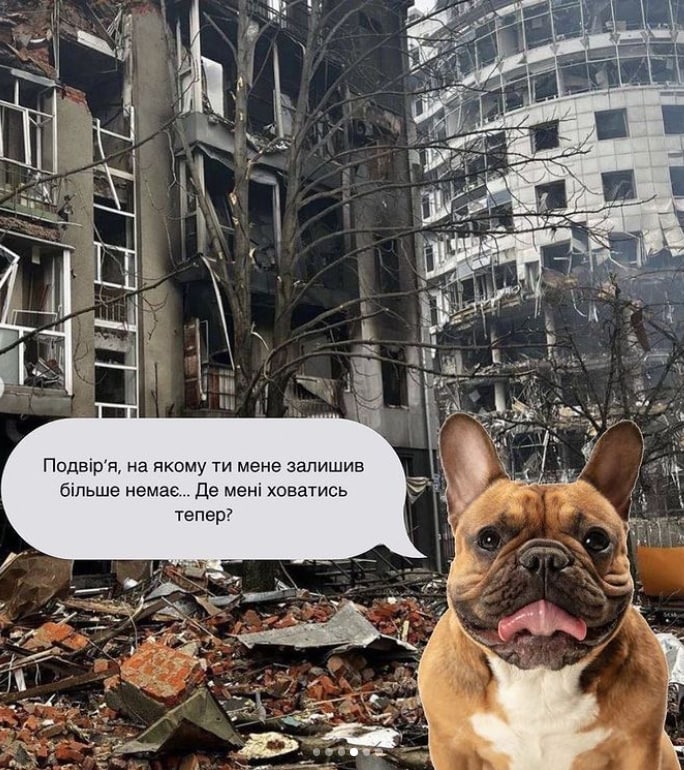 Подвір’я, на якому ти мене залишив
більше немає... Де мені ховатись
тепер?